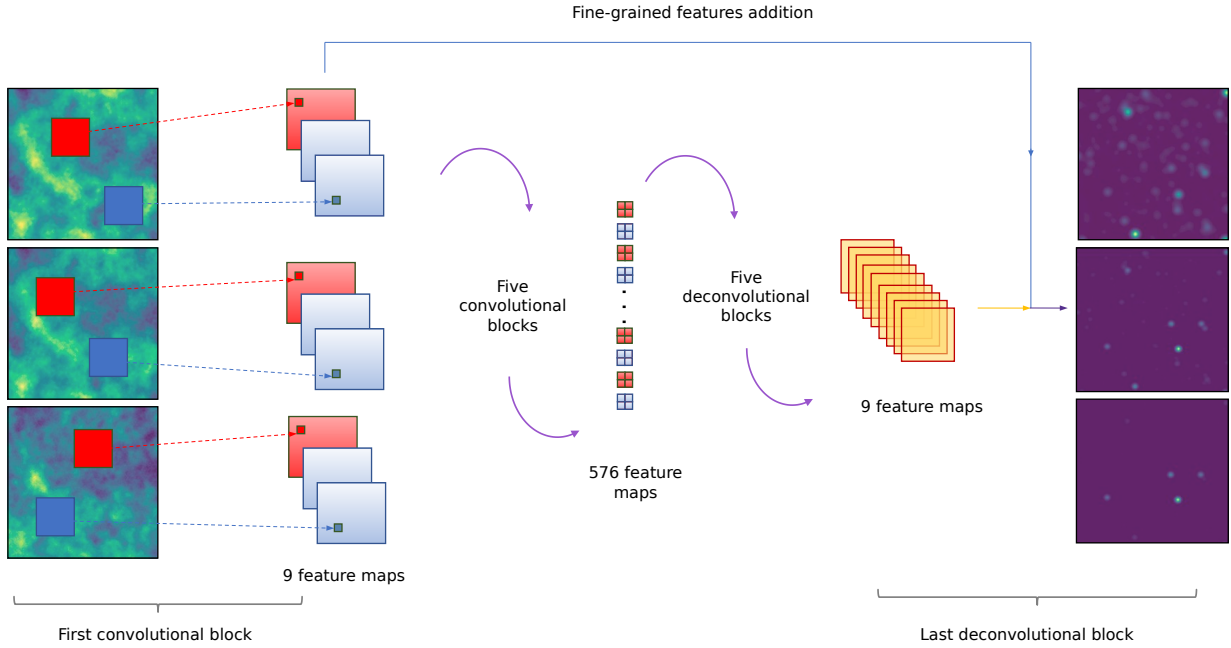 Fine-grained features addition
Five
convolutional
blocks
Five
deconvolutional
blocks
9 feature maps
576 feature
maps
9 feature maps
First convolutional block
Last deconvolutional block